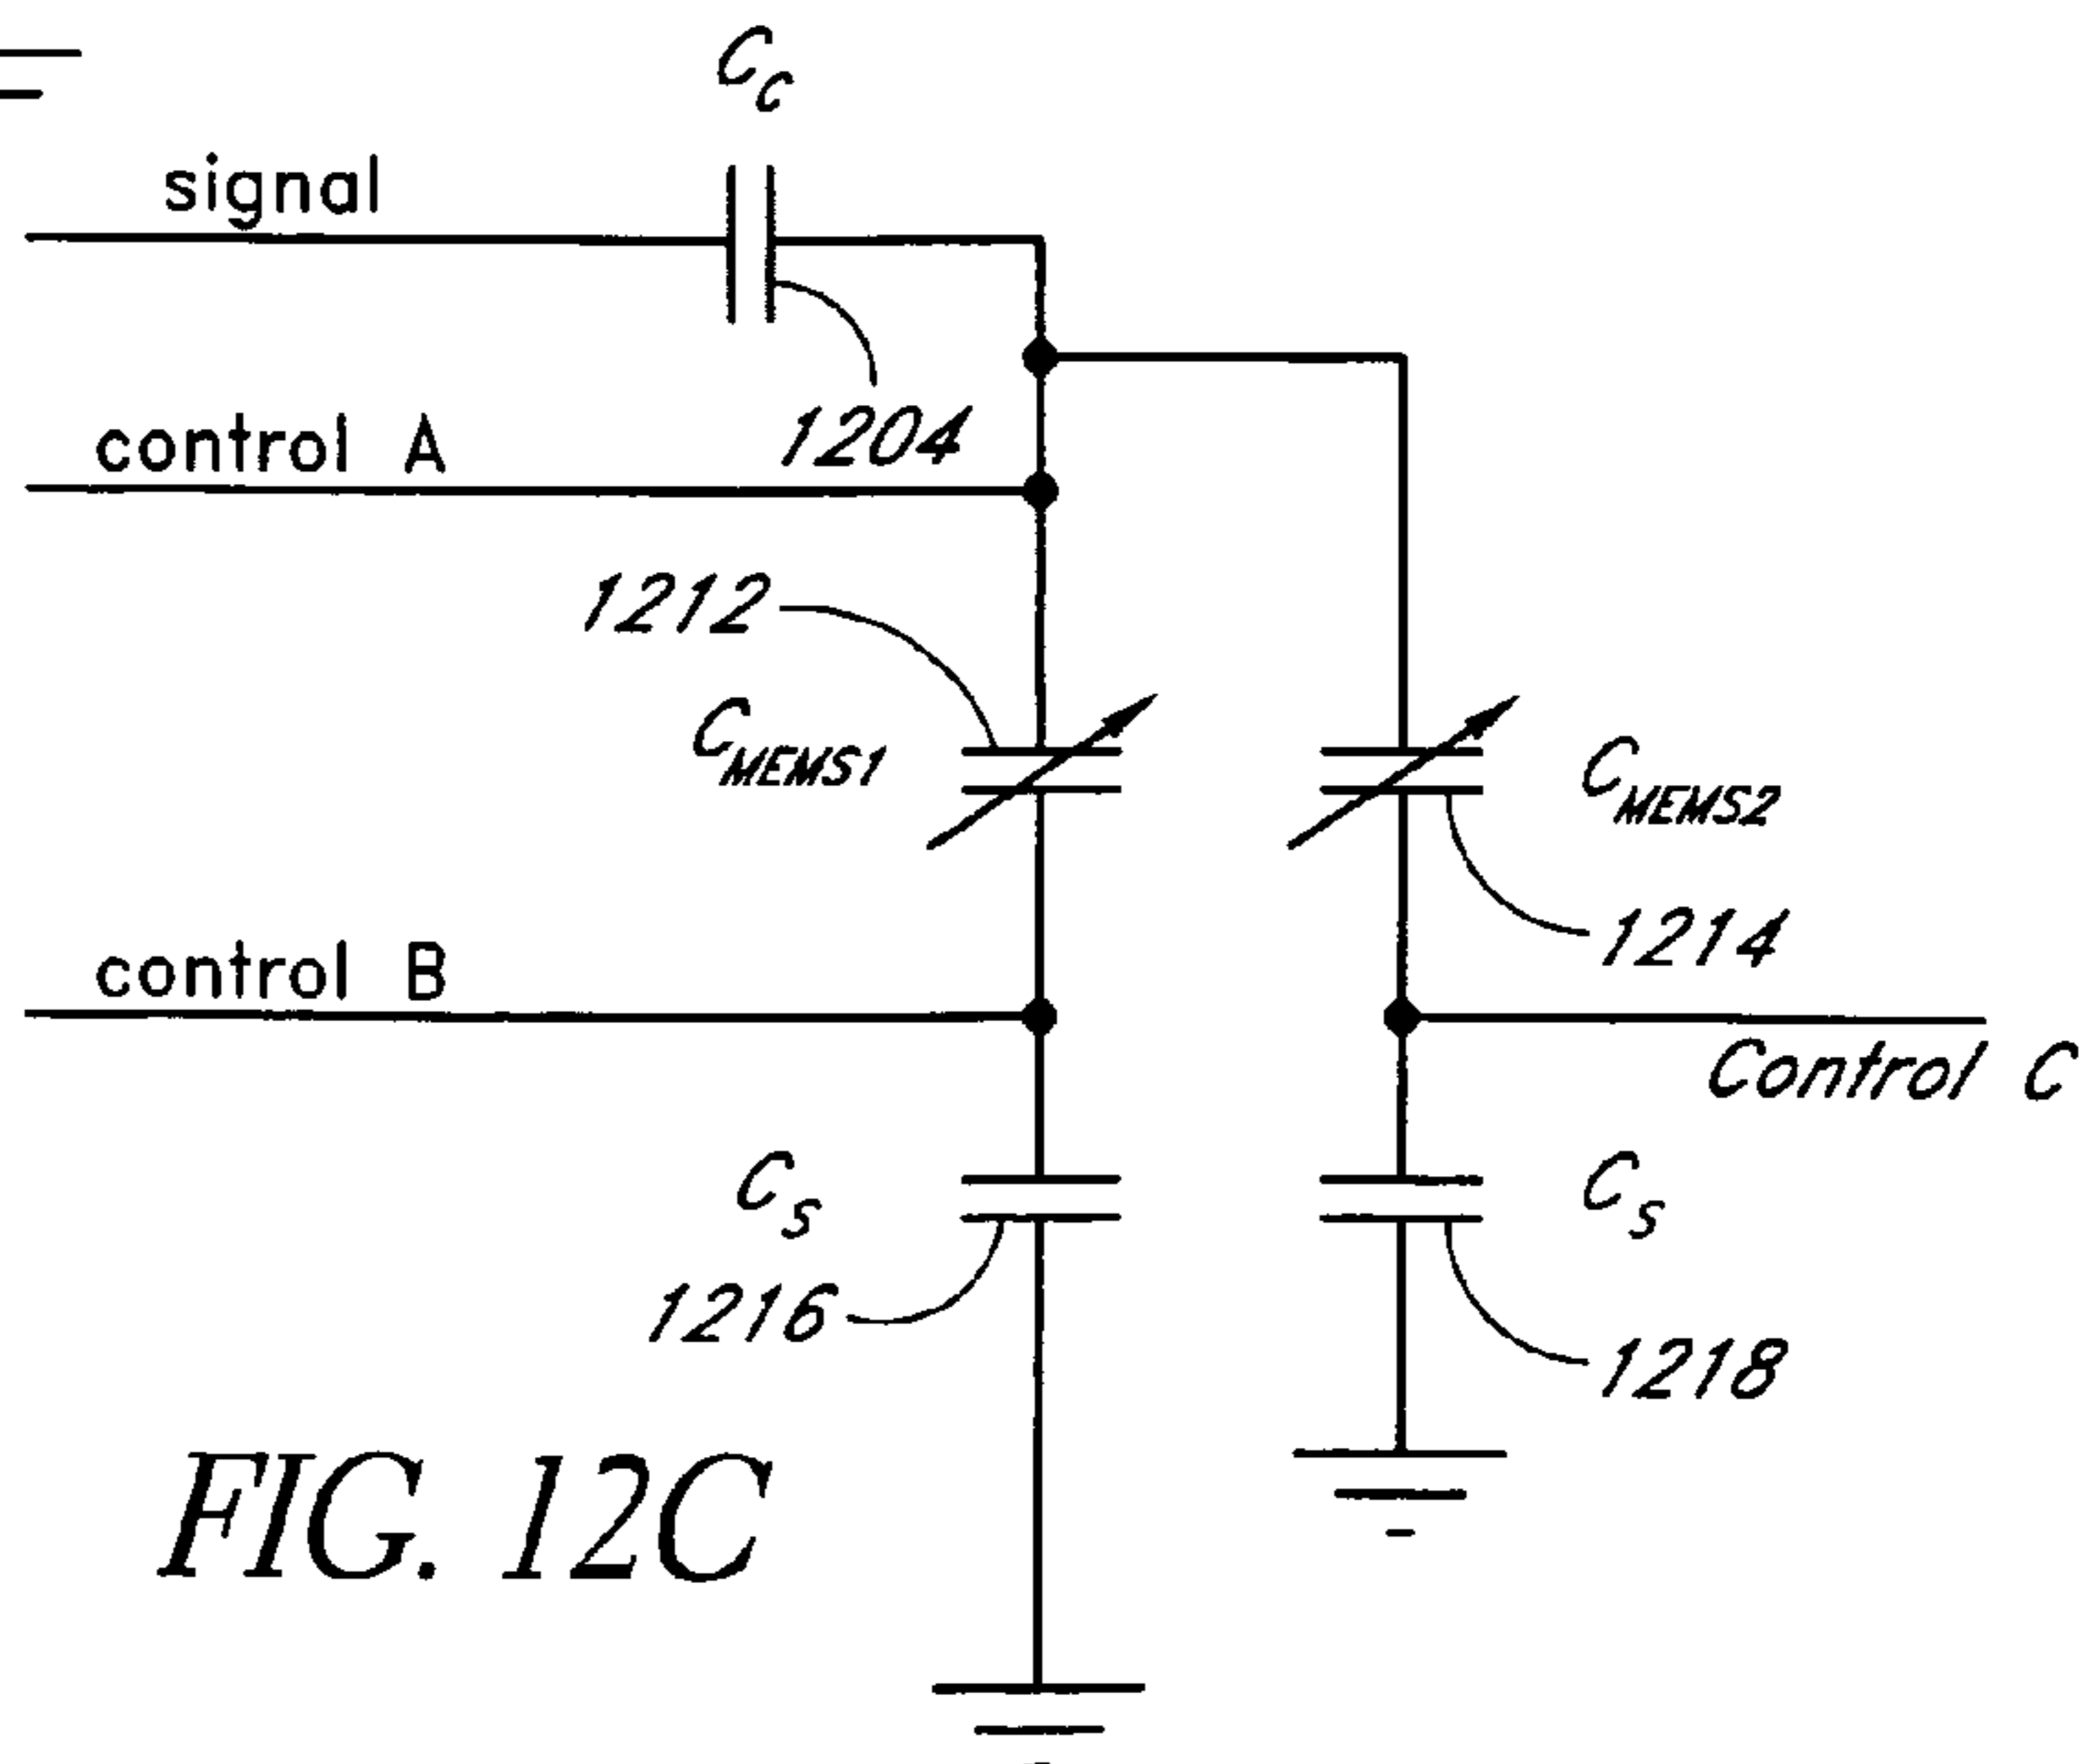 C_C
signal
1204
control A
1212
C_MEMS1
C_MEMS2
1214
control B
Control C
C_S
C_S
1216
1218
FIG. 12C